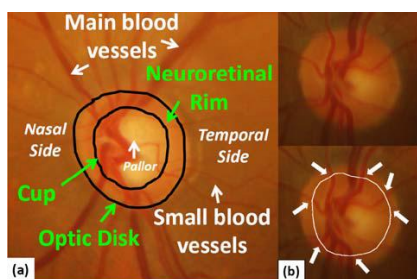 Main blood
vessels
Neuroretinal
Rim
Nasal
Side
Temporal
Side
Pallor
Cup
Small blood
vessels
Optic Disk
(a)
(b)